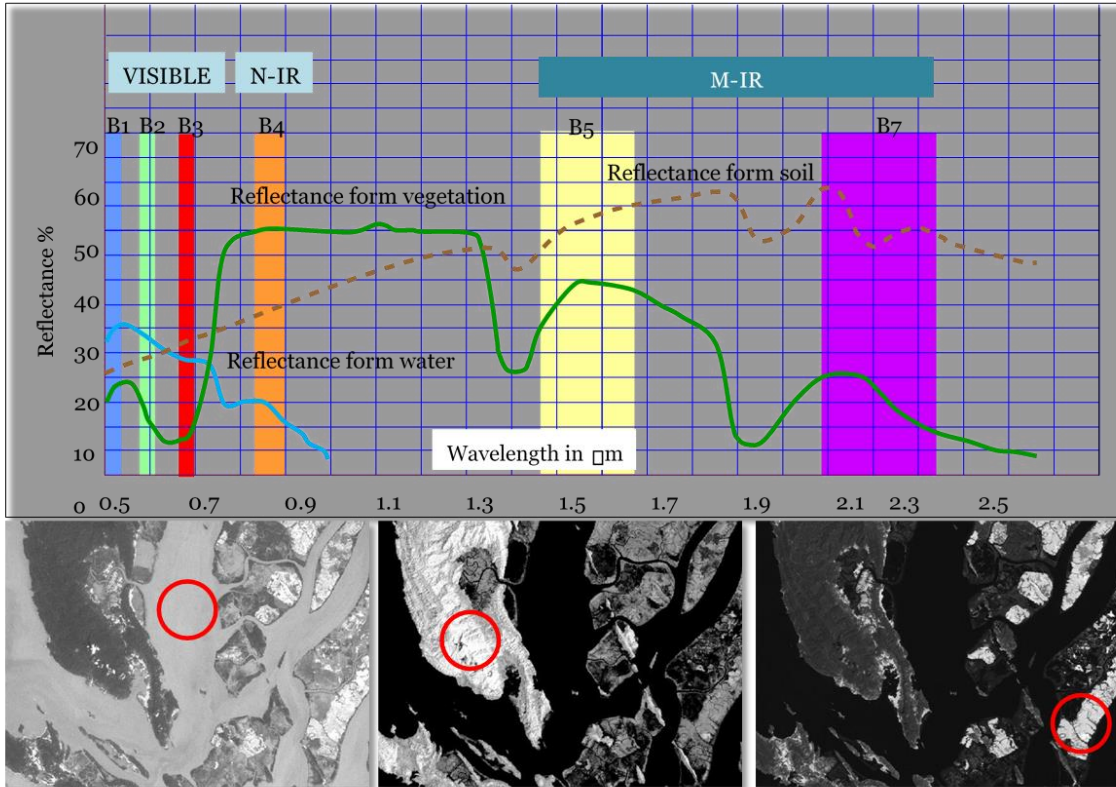 VISIBLE
N-IR
M-IR
B1
B2
B3
B4
B5
B7
Reflectance %
70
60
50
40
30
20
10
0
Reflectance form soil
Reflectance form vegetation
Reflectance form water
Wavelength in □m
0.5 0.7 0.9 1.1 1.3 1.5 1.7 1.9 2.1 2.3 2.5